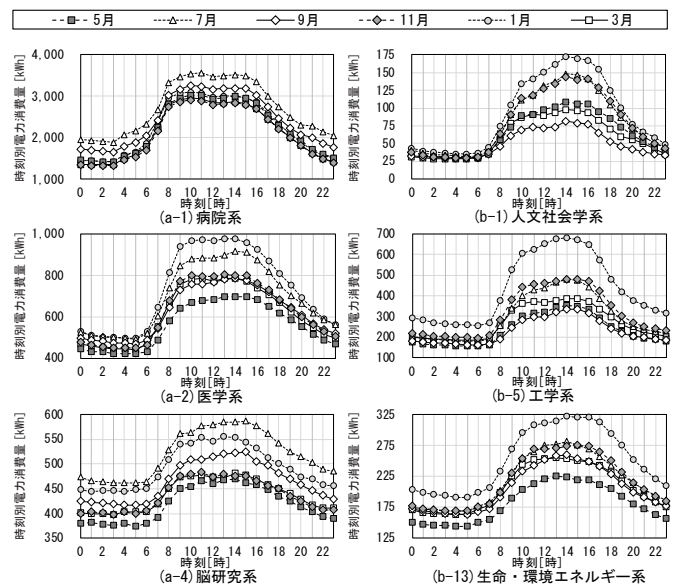 5月 7月 9月 11月 1月 3月
時刻別電力消費量 [kWh]
4,000
3,000
2,000
1,000
0 2 4 6 8 10 12 14 16 18 20 22
時刻[時]
(a-1) 病院系
時刻別電力消費量 [kWh]
175
150
125
100
75
50
25
0
0 2 4 6 8 10 12 14 16 18 20 22
時刻[時]
(b-1) 人文社会学系
時刻別電力消費量 [kWh]
1,000
800
600
400
0 2 4 6 8 10 12 14 16 18 20 22
時刻[時]
(a-2) 医学系
時刻別電力消費量 [kWh]
700
600
500
400
300
200
100
0 2 4 6 8 10 12 14 16 18 20 22
時刻[時]
(b-5) 工学系
時刻別電力消費量 [kWh]
600
550
500
450
400
350
0 2 4 6 8 10 12 14 16 18 20 22
時刻[時]
(a-4) 脳研究系
時刻別電力消費量 [kWh]
325
275
225
175
125
0 2 4 6 8 10 12 14 16 18 20 22
時刻[時]
(b-13) 生命・環境エネルギー系